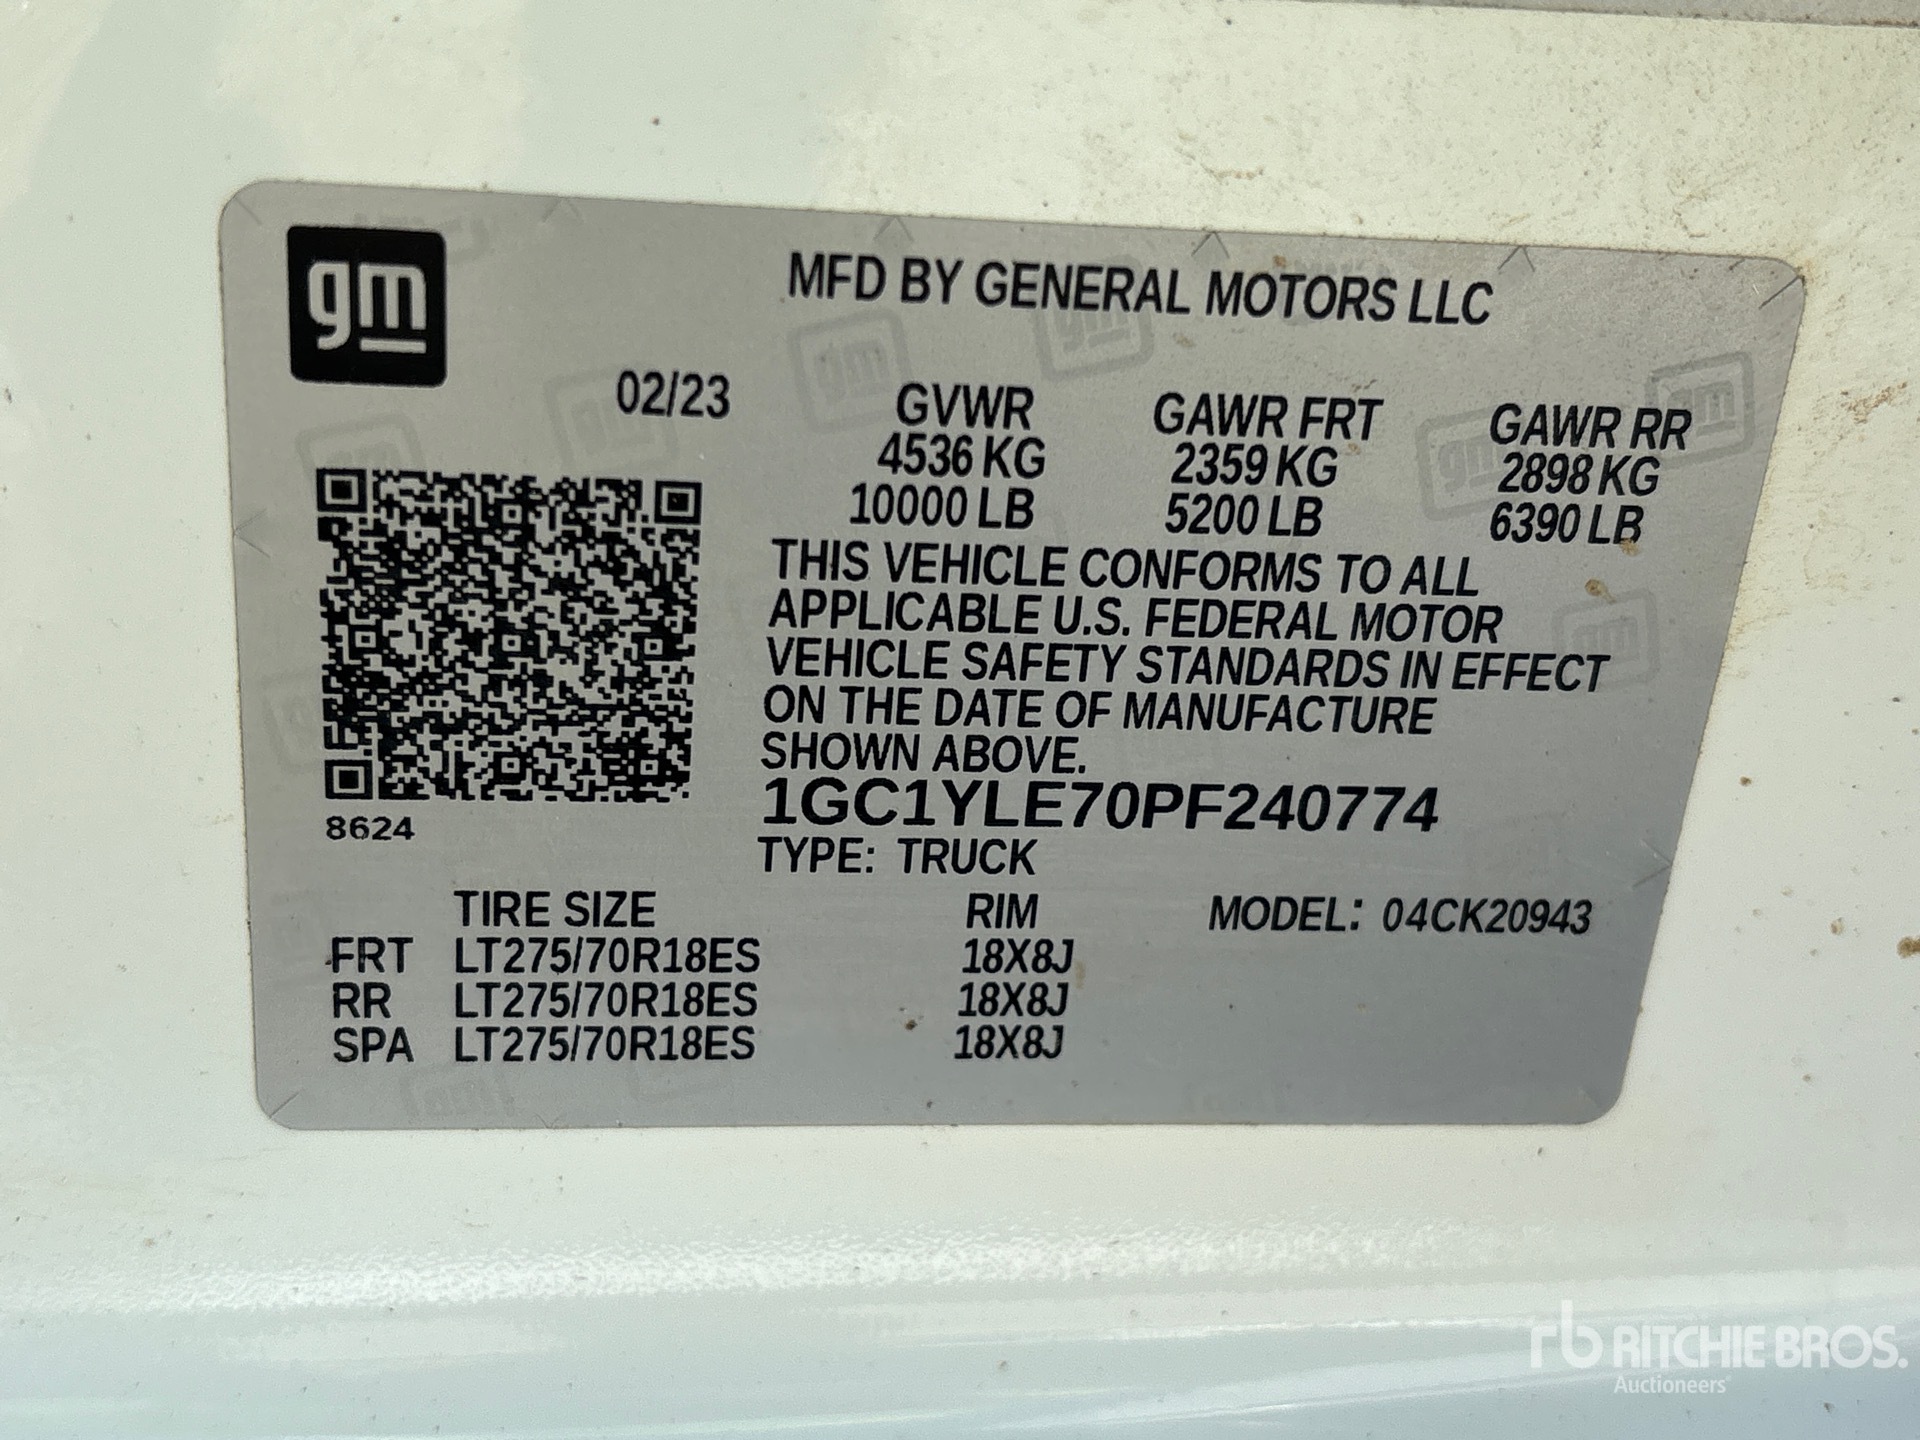 gm
MFD BY GENERAL MOTORS LLC
02/23
GVWR GAWR FRT GAWR RR
4536 KG 2359 KG 2898 KG
10000 LB 5200 LB 6390 LB
THIS VEHICLE CONFORMS TO ALL
APPLICABLE U.S. FEDERAL MOTOR
VEHICLE SAFETY STANDARDS IN EFFECT
ON THE DATE OF MANUFACTURE
SHOWN ABOVE.
1GC1YLE70PF240774
8624
TYPE: TRUCK
TIRE SIZE RIM MODEL: 04CK20943
FRT LT275/70R18ES 18X8J
RR LT275/70R18ES 18X8J
SPA LT275/70R18ES 18X8J
rb RITCHIE BROS.
Auctioneers